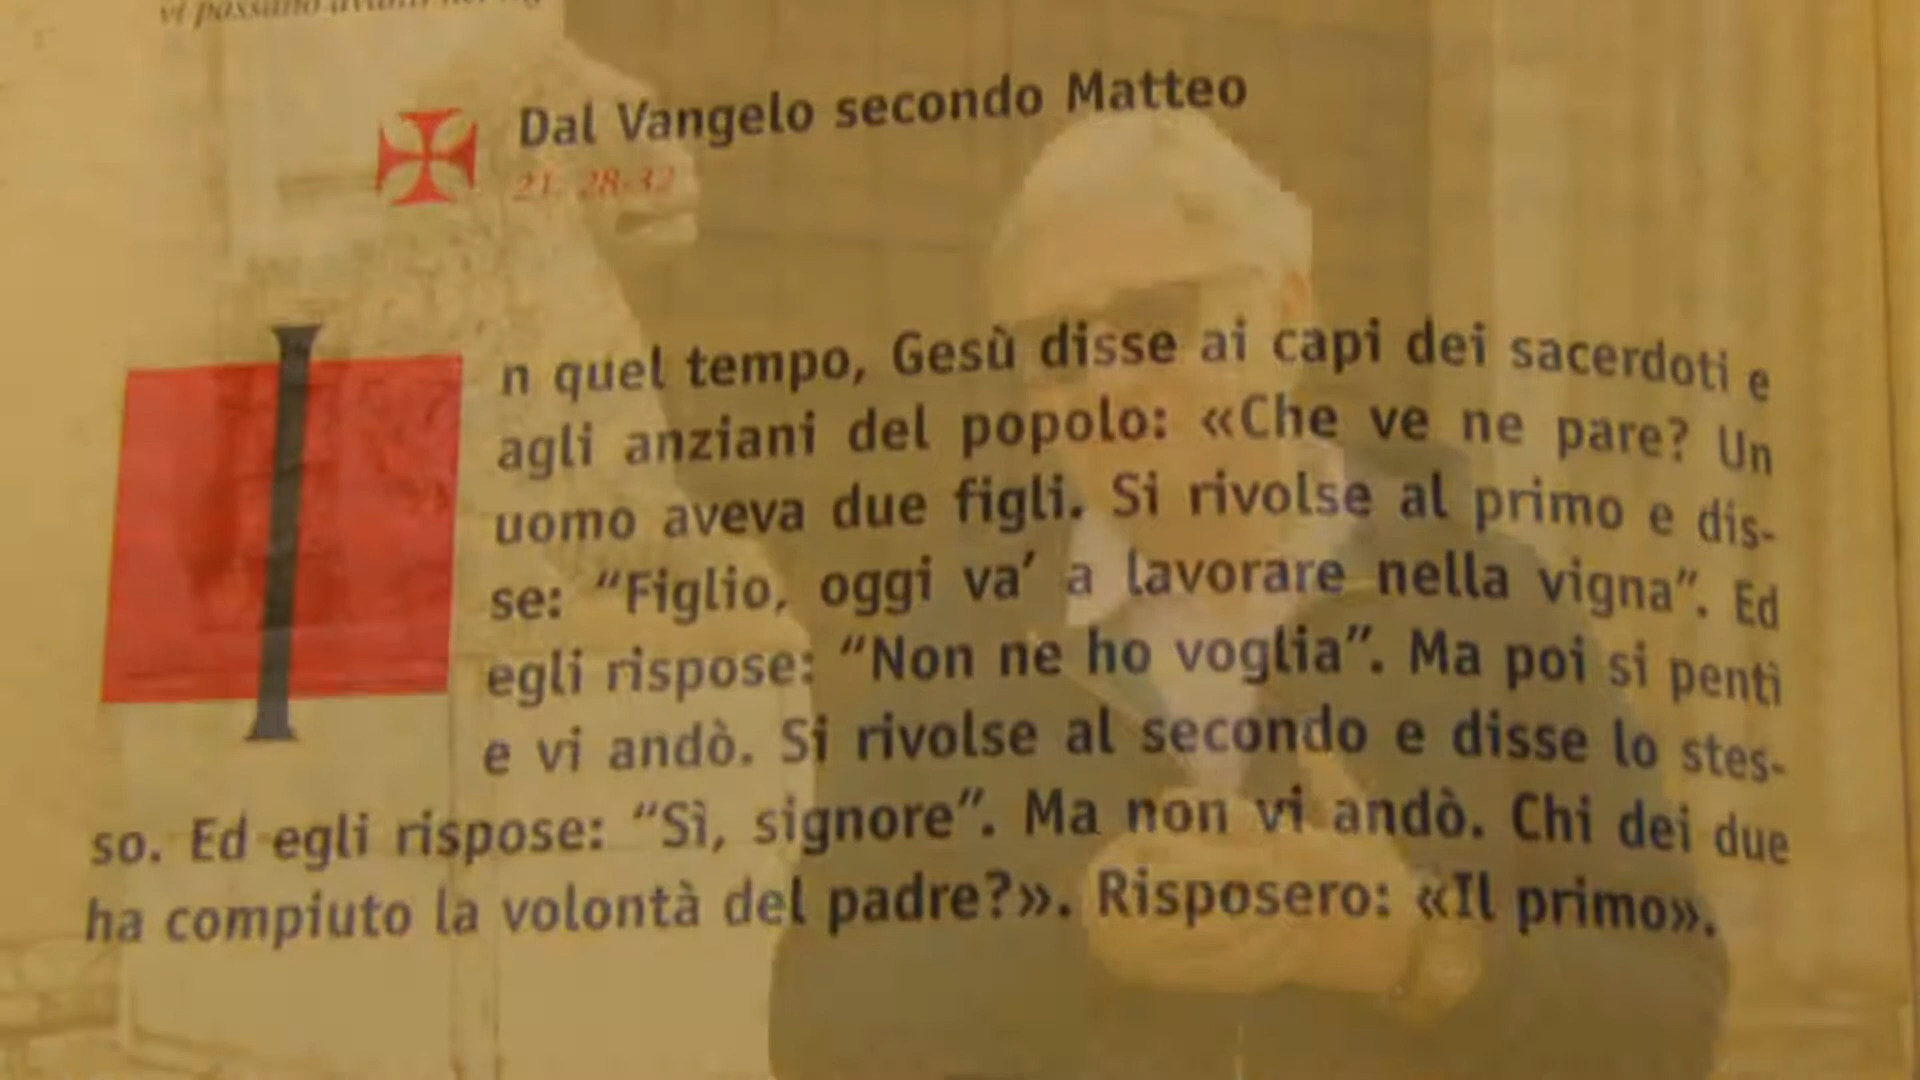 vi passano avanti nel
Dal Vangelo secondo Matteo
21, 28-32
In quel tempo, Gesù disse ai capi dei sacerdoti e
agli anziani del popolo: «Che ve ne pare? Un
uomo aveva due figli. Si rivolse al primo e dis-
se: “Figlio, oggi va’ a lavorare nella vigna”. Ed
egli rispose: “Non ne ho voglia”. Ma poi si pentì
e vi andò. Si rivolse al secondo e disse lo stes-
so. Ed egli rispose: “Sì, signore”. Ma non vi andò. Chi dei due
ha compiuto la volontà del padre?». Risposero: «Il primo».